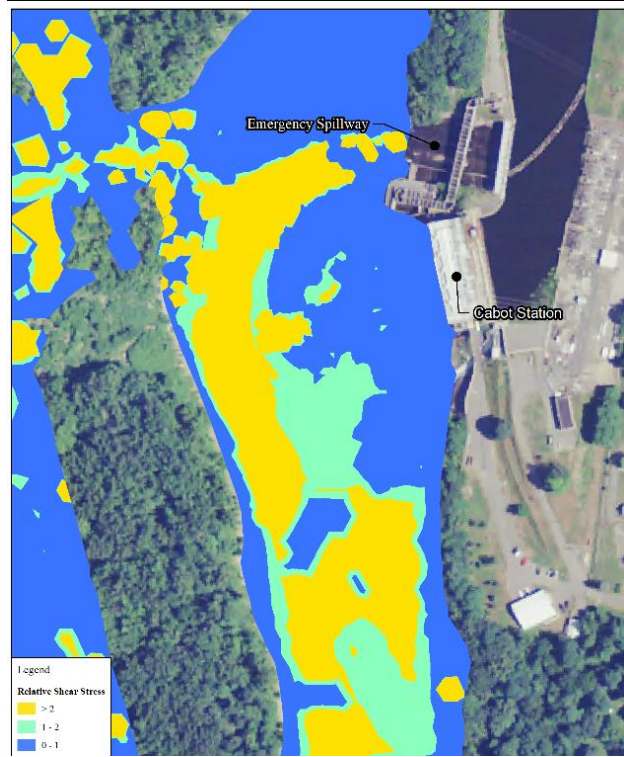 Emergency Spillway
Cabot Station
Legend
Relative Shear Stress
> 2
1 - 2
0 - 1